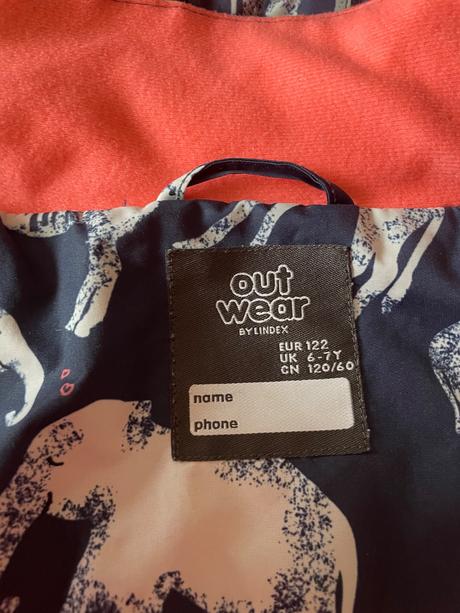 out
wear
BY LINDEX
EUR 122
UK 6-7Y
CN 120/60
name
phone